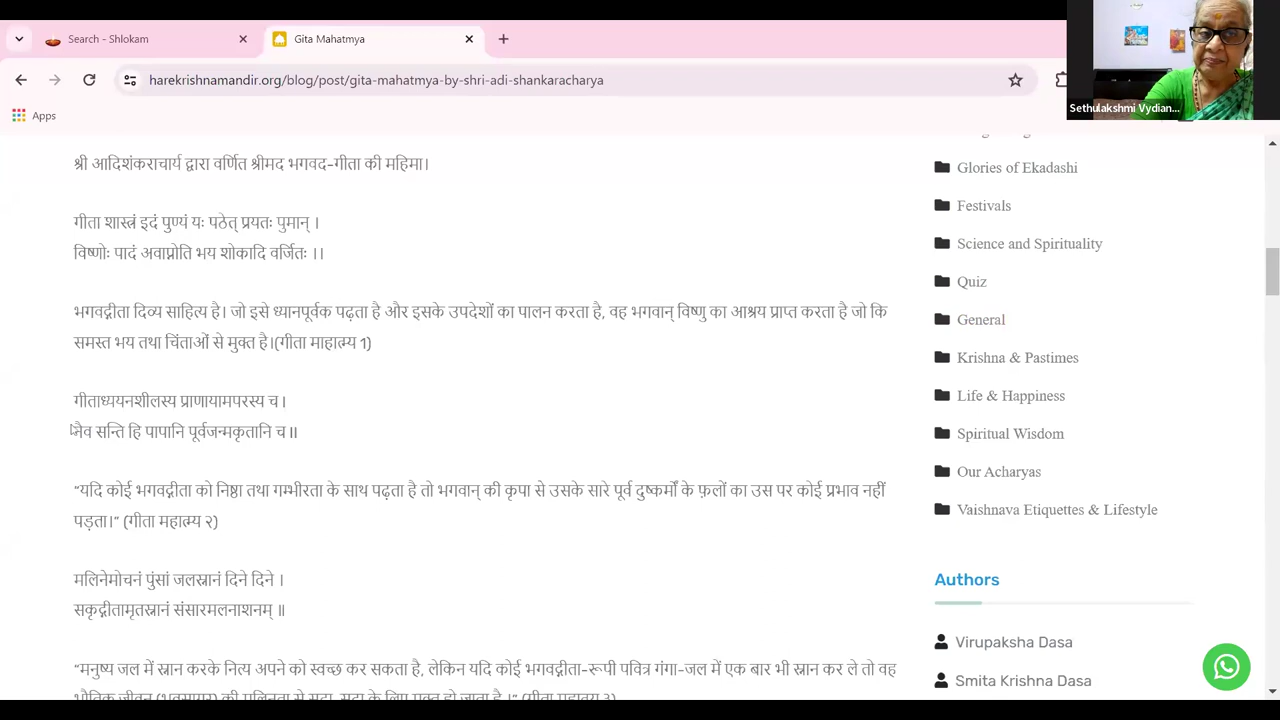 Search - Shlokam
Gita Mahatmya
harekrishnamandir.org/blog/post/gita-mahatmya-by-shri-adi-shankaracharya
Sethulakshmi Vydian...
Apps
श्री आदिशंकराचार्य द्वारा वर्णित श्रीमद भगवद-गीता की महिमा।
गीता शास्त्रं इदं पुण्यं यः पठेत् प्रयतः पुमान् ।
विष्णोः पादं अवाप्नोति भय शोकादि वर्जितः ।।
भगवद्गीता दिव्य साहित्य है। जो इसे ध्यानपूर्वक पढ़ता है और इसके उपदेशों का पालन करता है, वह भगवान् विष्णु का आश्रय प्राप्त करता है जो कि
समस्त भय तथा चिंताओं से मुक्त है।(गीता माहात्म्य 1)
गीताध्ययनशीलस्य प्राणायामपरस्य च।
नैव सन्ति हि पापानि पूर्वजन्मकृतानि च॥
“यदि कोई भगवद्गीता को निष्ठा तथा गम्भीरता के साथ पढ़ता है तो भगवान् की कृपा से उसके सारे पूर्व दुष्कर्मों के फ़लों का उस पर कोई प्रभाव नहीं
पड़ता।” (गीता महात्म्य २)
मलिनेमोचनं पुंसां जलस्नानं दिने दिने ।
सकृद्गीतामृतस्नानं संसारमलनाशनम् ॥
“मनुष्य जल में स्नान करके नित्य अपने को स्वच्छ कर सकता है, लेकिन यदि कोई भगवद्गीता-रूपी पवित्र गंगा-जल में एक बार भी स्नान कर ले तो वह
Glories of Ekadashi
Festivals
Science and Spirituality
Quiz
General
Krishna & Pastimes
Life & Happiness
Spiritual Wisdom
Our Acharyas
Vaishnava Etiquettes & Lifestyle
Authors
Virupaksha Dasa
Smita Krishna Dasa